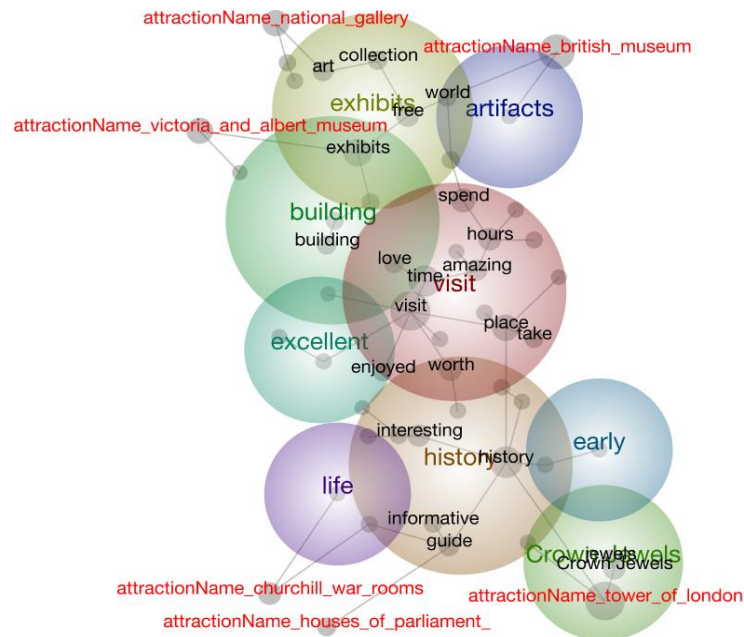 attractionName_national_gallery
collection
attractionName_british_museum
art
world
exhibits
free
artifacts
attractionName_victoria_and_albert_museum
exhibits
spend
building
building
hours
love
amazing
time
visit
visit
place
take
excellent
enjoyed
worth
interesting
history
history
early
life
informative
guide
Crown Jewels
jewels
Crown Jewels
attractionName_churchill_war_rooms
attractionName_tower_of_london
attractionName_houses_of_parliament_